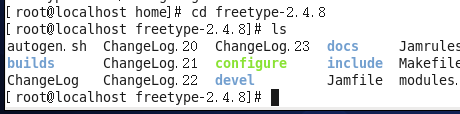 [root@localhost home]# cd freetype-2.4.8
[root@localhost freetype-2.4.8]# ls
autogen.sh ChangeLog.20 ChangeLog.23 docs Jamrules
builds ChangeLog.21 configure include Makefile
ChangeLog ChangeLog.22 devel Jamfile modules.
[root@localhost freetype-2.4.8]#